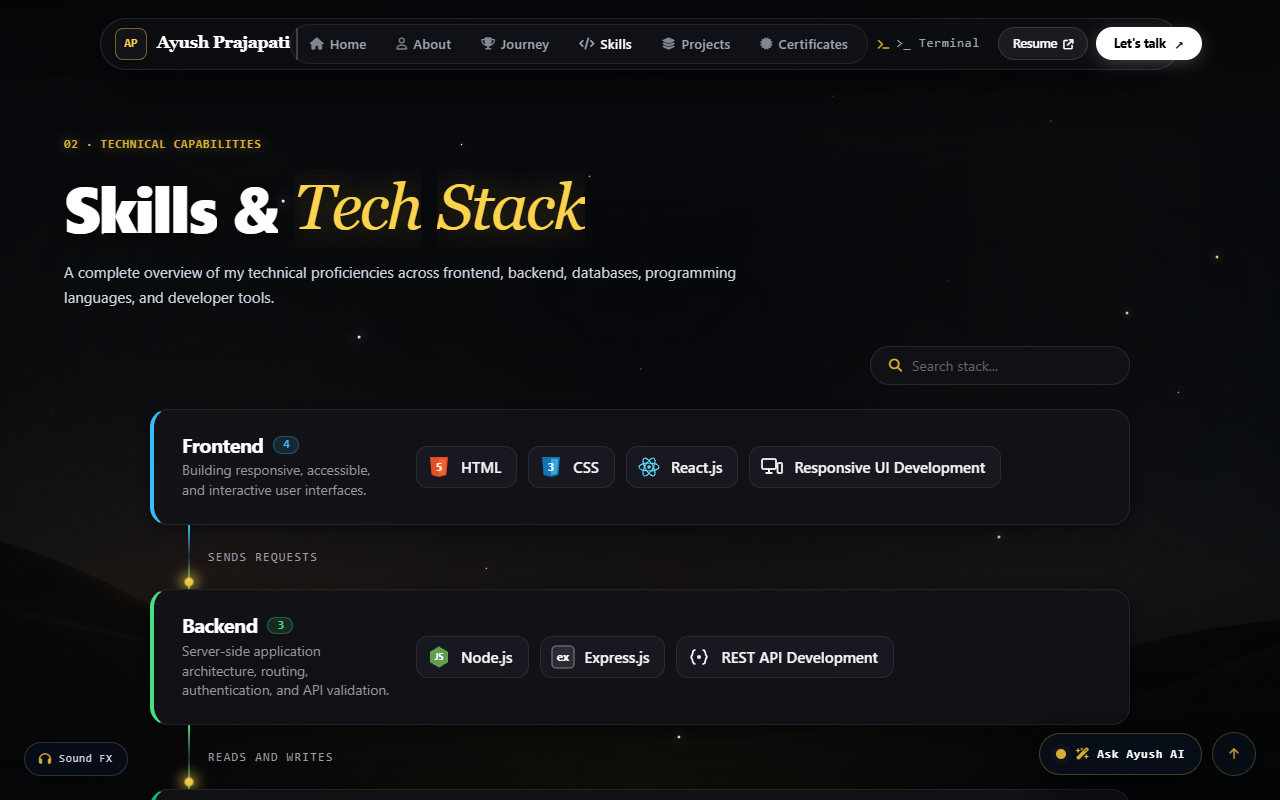 AP Ayush Prajapati Home About Journey Skills Projects Certificates >_ Terminal Resume Let's talk ↗
02 · TECHNICAL CAPABILITIES
Skills & Tech Stack
A complete overview of my technical proficiencies across frontend, backend, databases, programming
languages, and developer tools.
Search stack...
Frontend 4
Building responsive, accessible,
and interactive user interfaces.
5 HTML 3 CSS React.js Responsive UI Development
SENDS REQUESTS
Backend 3
Server-side application
architecture, routing,
authentication, and API validation.
JS Node.js ex Express.js REST API Development
READS AND WRITES
Sound FX
Ask Ayush AI